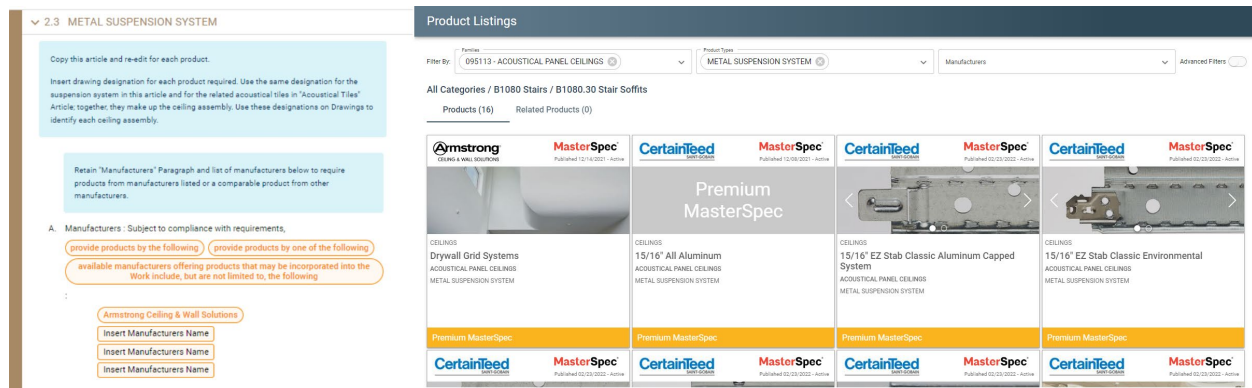 2.3 METAL SUSPENSION SYSTEM
Copy this article and re-edit for each product.
Insert drawing designation for each product required. Use the same designation for the
suspension system in this article and for the related acoustical tiles in "Acoustical Tiles"
Article; together, they make up the ceiling assembly. Use these designations on Drawings to
identify each ceiling assembly.
Retain "Manufacturers" Paragraph and list of manufacturers below to require
products from manufacturers listed or a comparable product from other
manufacturers.
A. Manufacturers : Subject to compliance with requirements,
provide products by the following provide products by one of the following
available manufacturers offering products that may be incorporated into the
Work include, but are not limited to, the following
:
Armstrong Ceiling & Wall Solutions
Insert Manufacturers Name
Insert Manufacturers Name
Insert Manufacturers Name
Product Listings
Filter By: Families 095113 - ACOUSTICAL PANEL CEILINGS Product Types METAL SUSPENSION SYSTEM Manufacturers Advanced Filters
All Categories / B1080 Stairs / B1080.30 Stair
Soffits
Products (16) Related Products (0)
Armstrong CEILING & WALL SOLUTIONS MasterSpec Published 12/14/2021 - Active
CEILINGS
Drywall Grid Systems
ACOUSTICAL PANEL CEILINGS
METAL SUSPENSION SYSTEM
Premium MasterSpec
CertainTeed SAINT-GOBAIN MasterSpec Published 12/08/2021 - Active
Premium
MasterSpec
CEILINGS
15/16" All Aluminum
ACOUSTICAL PANEL CEILINGS
METAL SUSPENSION SYSTEM
Premium MasterSpec
CertainTeed SAINT-GOBAIN MasterSpec Published 02/23/2022 - Active
CEILINGS
15/16" EZ Stab Classic Aluminum Capped
System
ACOUSTICAL PANEL CEILINGS
METAL SUSPENSION SYSTEM
Premium MasterSpec
CertainTeed SAINT-GOBAIN MasterSpec Published 02/23/2022 - Active
CEILINGS
15/16" EZ Stab Classic Environmental
ACOUSTICAL PANEL CEILINGS
METAL SUSPENSION SYSTEM
Premium MasterSpec
CertainTeed SAINT-GOBAIN MasterSpec Published 02/23/2022 - Active
CertainTeed SAINT-GOBAIN MasterSpec Published 02/23/2022 - Active
CertainTeed SAINT-GOBAIN MasterSpec Published 02/23/2022 - Active
CertainTeed SAINT-GOBAIN MasterSpec Published 02/23/2022 - Active